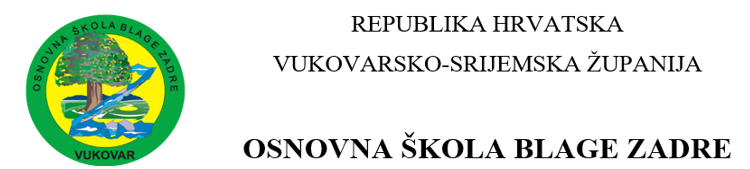 OSNOVNA ŠKOLA BLAGE ZADRE
VUKOVAR
REPUBLIKA HRVATSKA
VUKOVARSKO-SRIJEMSKA ŽUPANIJA
OSNOVNA ŠKOLA BLAGE ZADRE